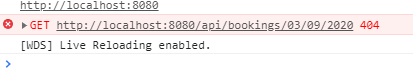 http://localhost:8080
GET http://localhost:8080/api/bookings/03/09/2020 404
[WDS] Live Reloading enabled.